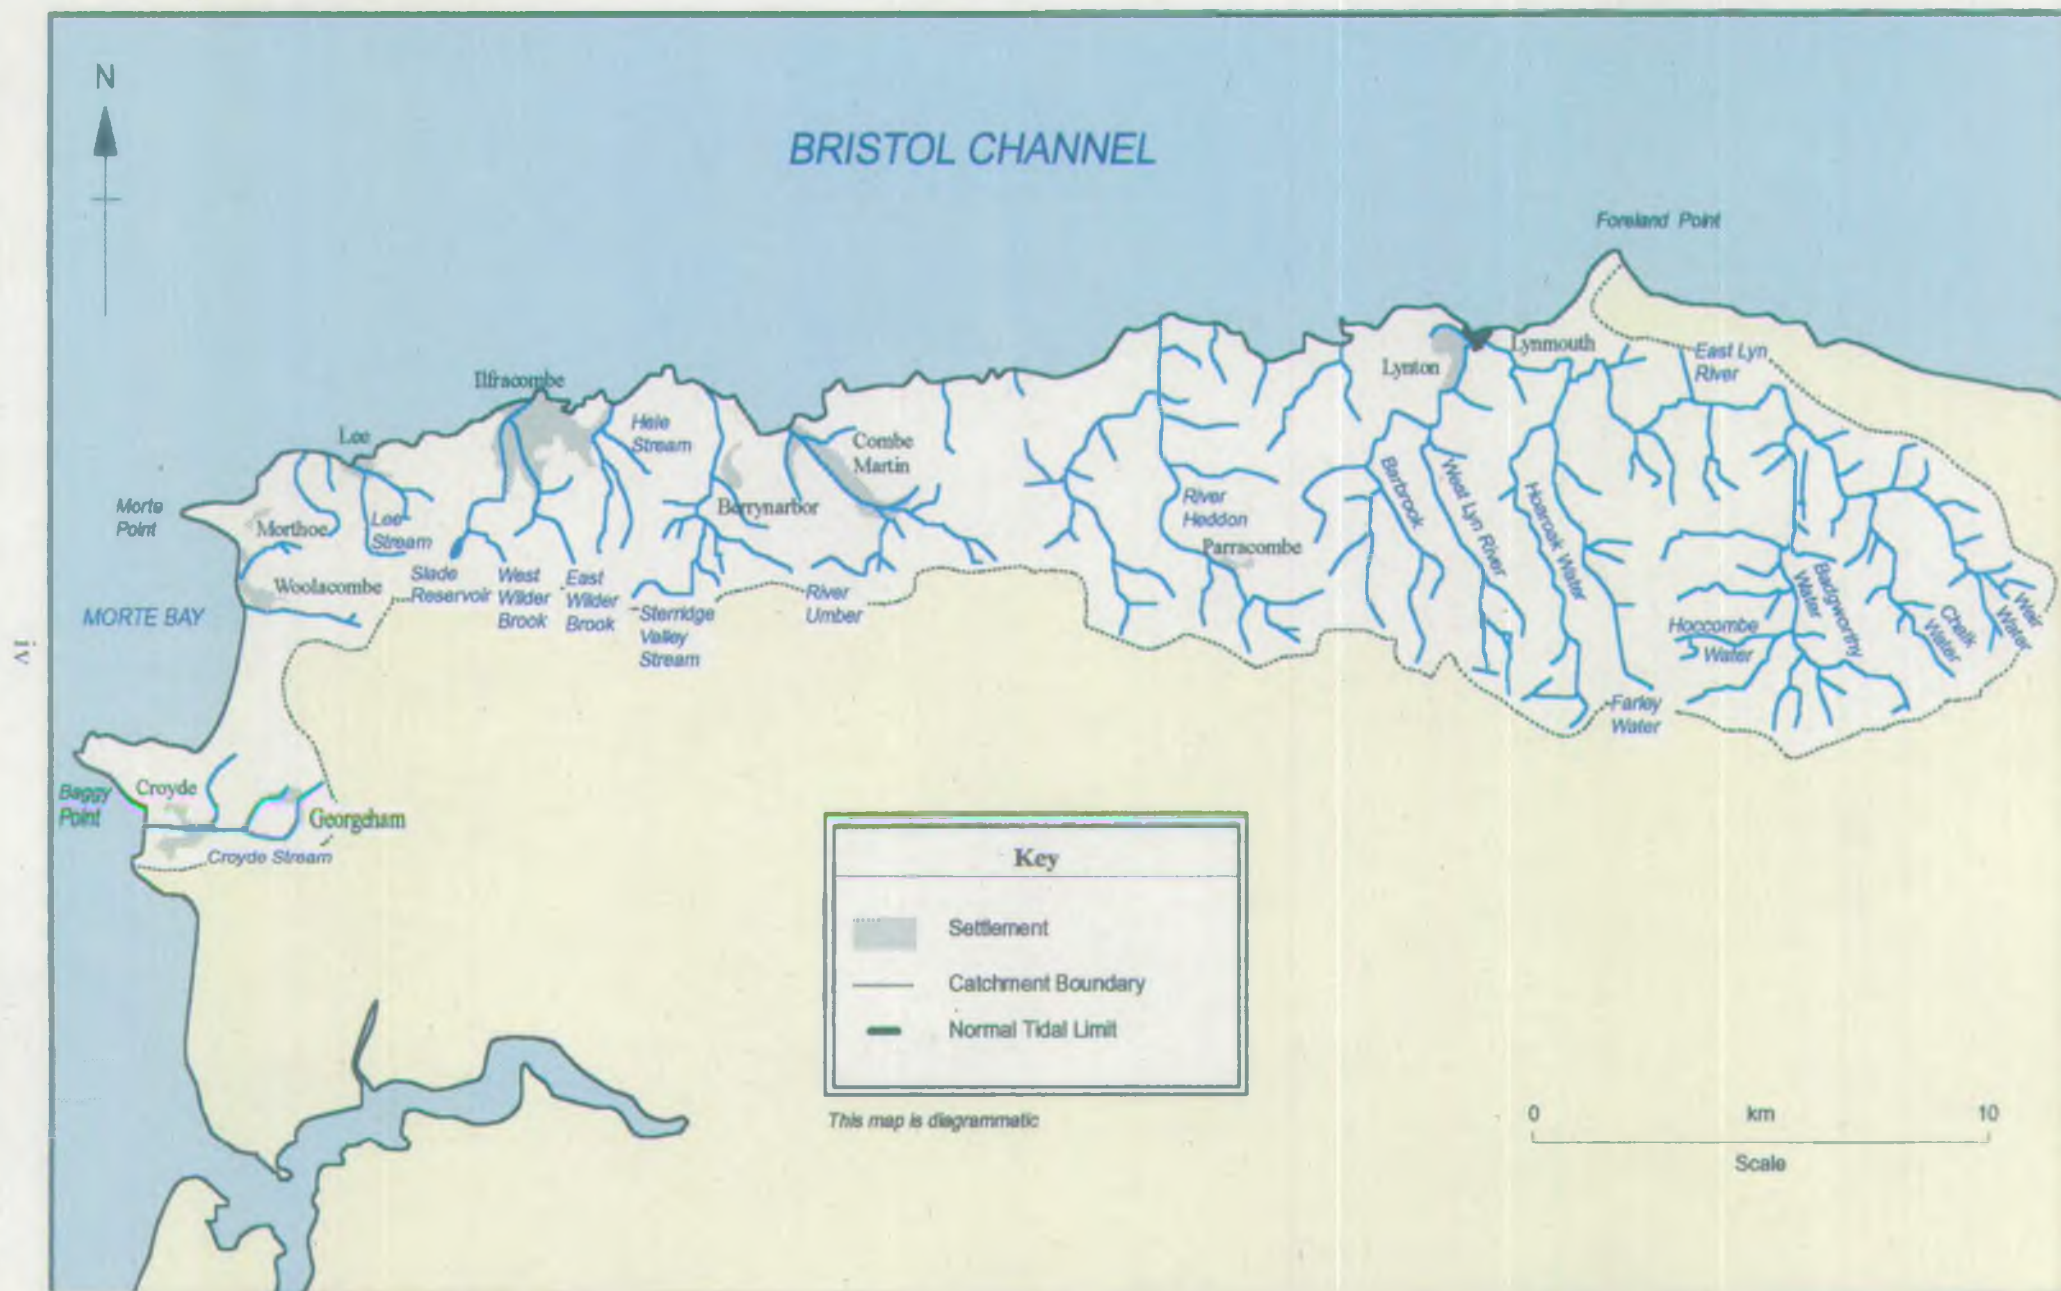 N
BRISTOL CHANNEL
Foreland Point
Lynmouth
East Lyn
River
Lynton
Ilfracombe
Hele
Stream
Lee
Combe
Martin
Morte
Point
Morthoe
Lee
Stream
Berrynarbor
River
Heddon
Parracombe
Barbrook
West Lyn River
Hoaroak Water
Badgworthy
Water
Weir
Water
Chalk
Water
Hoccombe
Water
Farley
Water
Woolacombe
Slade
Reservoir
West
Wilder
Brook
East
Wilder
Brook
Sterridge
Valley
Stream
River
Umber
MORTE BAY
iv
Baggy
Point
Croyde
Georgeham
Croyde Stream
Key
Settlement
Catchment Boundary
Normal Tidal Limit
This map is diagrammatic
0 km 10
Scale